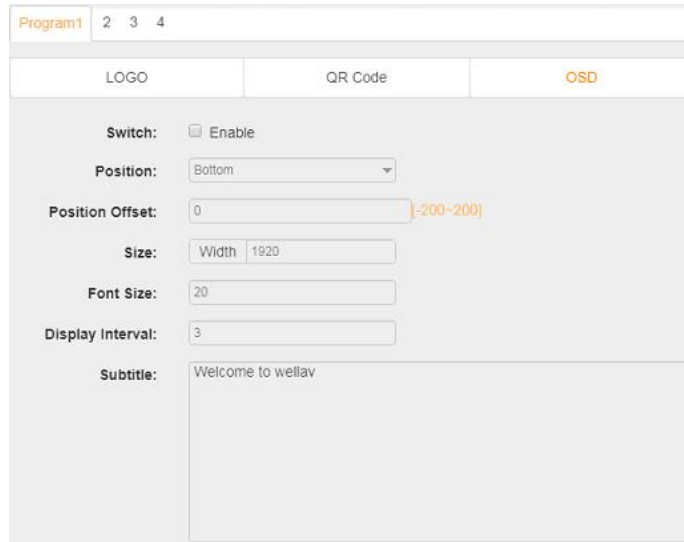 Program1 2 3 4
LOGO QR Code OSD
Switch: Enable
Position: Bottom
Position Offset: 0 [-200~200]
Size: Width 1920
Font Size: 20
Display Interval: 3
Subtitle: Welcome to wellav